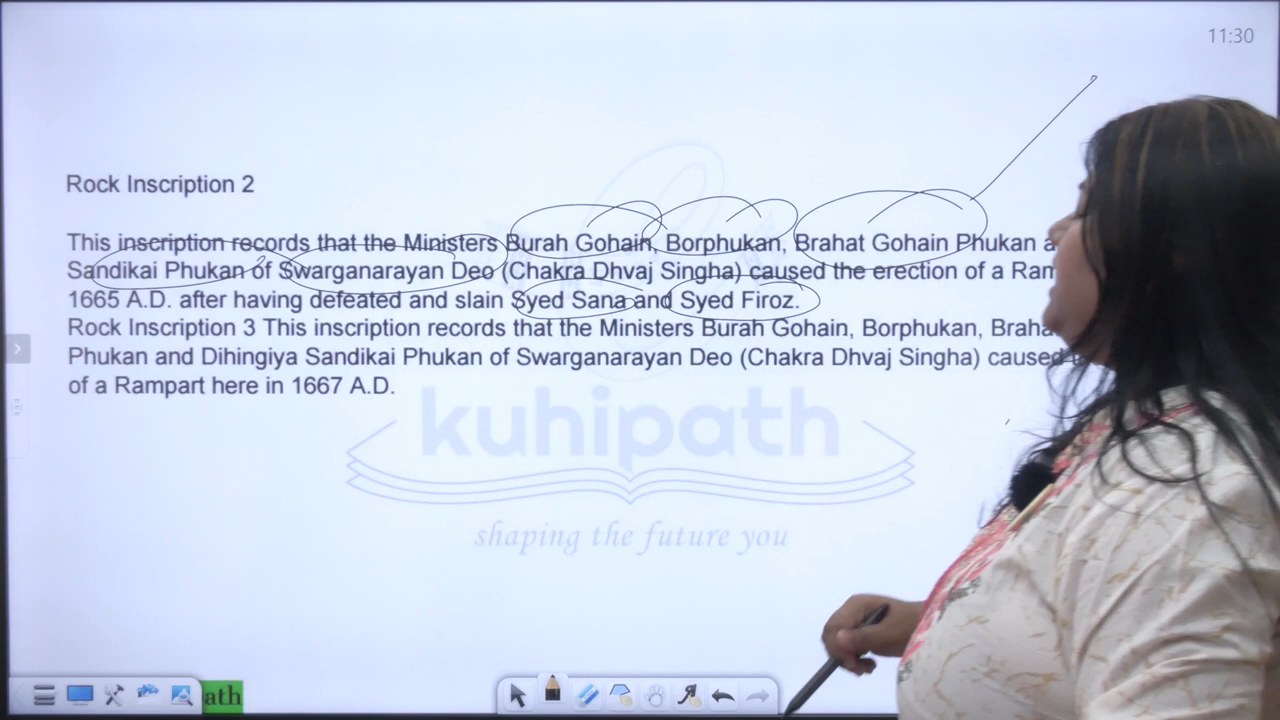 11:30
Rock Inscription 2
This inscription records that the Ministers Burah Gohain, Borphukan, Brahat Gohain Phukan
Sandikai Phukan of Swarganarayan Deo (Chakra Dhvaj Singha) caused the erection of a
1665 A.D. after having defeated and slain Syed Sana and Syed Firoz.
Rock Inscription 3 This inscription records that the Ministers Burah Gohain, Borphukan,
Phukan and Dihingiya Sandikai Phukan of Swarganarayan Deo (Chakra Dhvaj Singha) caused
of a Rampart here in 1667 A.D.
kuhipath
shaping the future you
ath